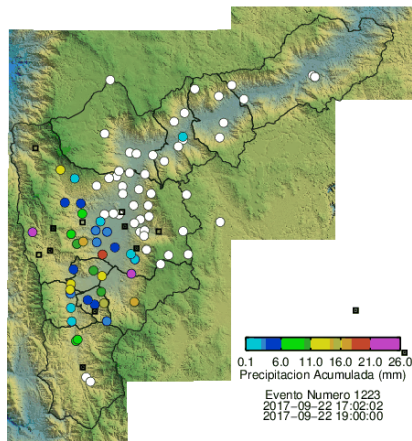 0.1 6.0 11.0 16.0 21.0 26.0
Precipitacion Acumulada (mm)
Evento Numero 1223
2017-09-22 17:02:02
2017-09-22 19:00:00